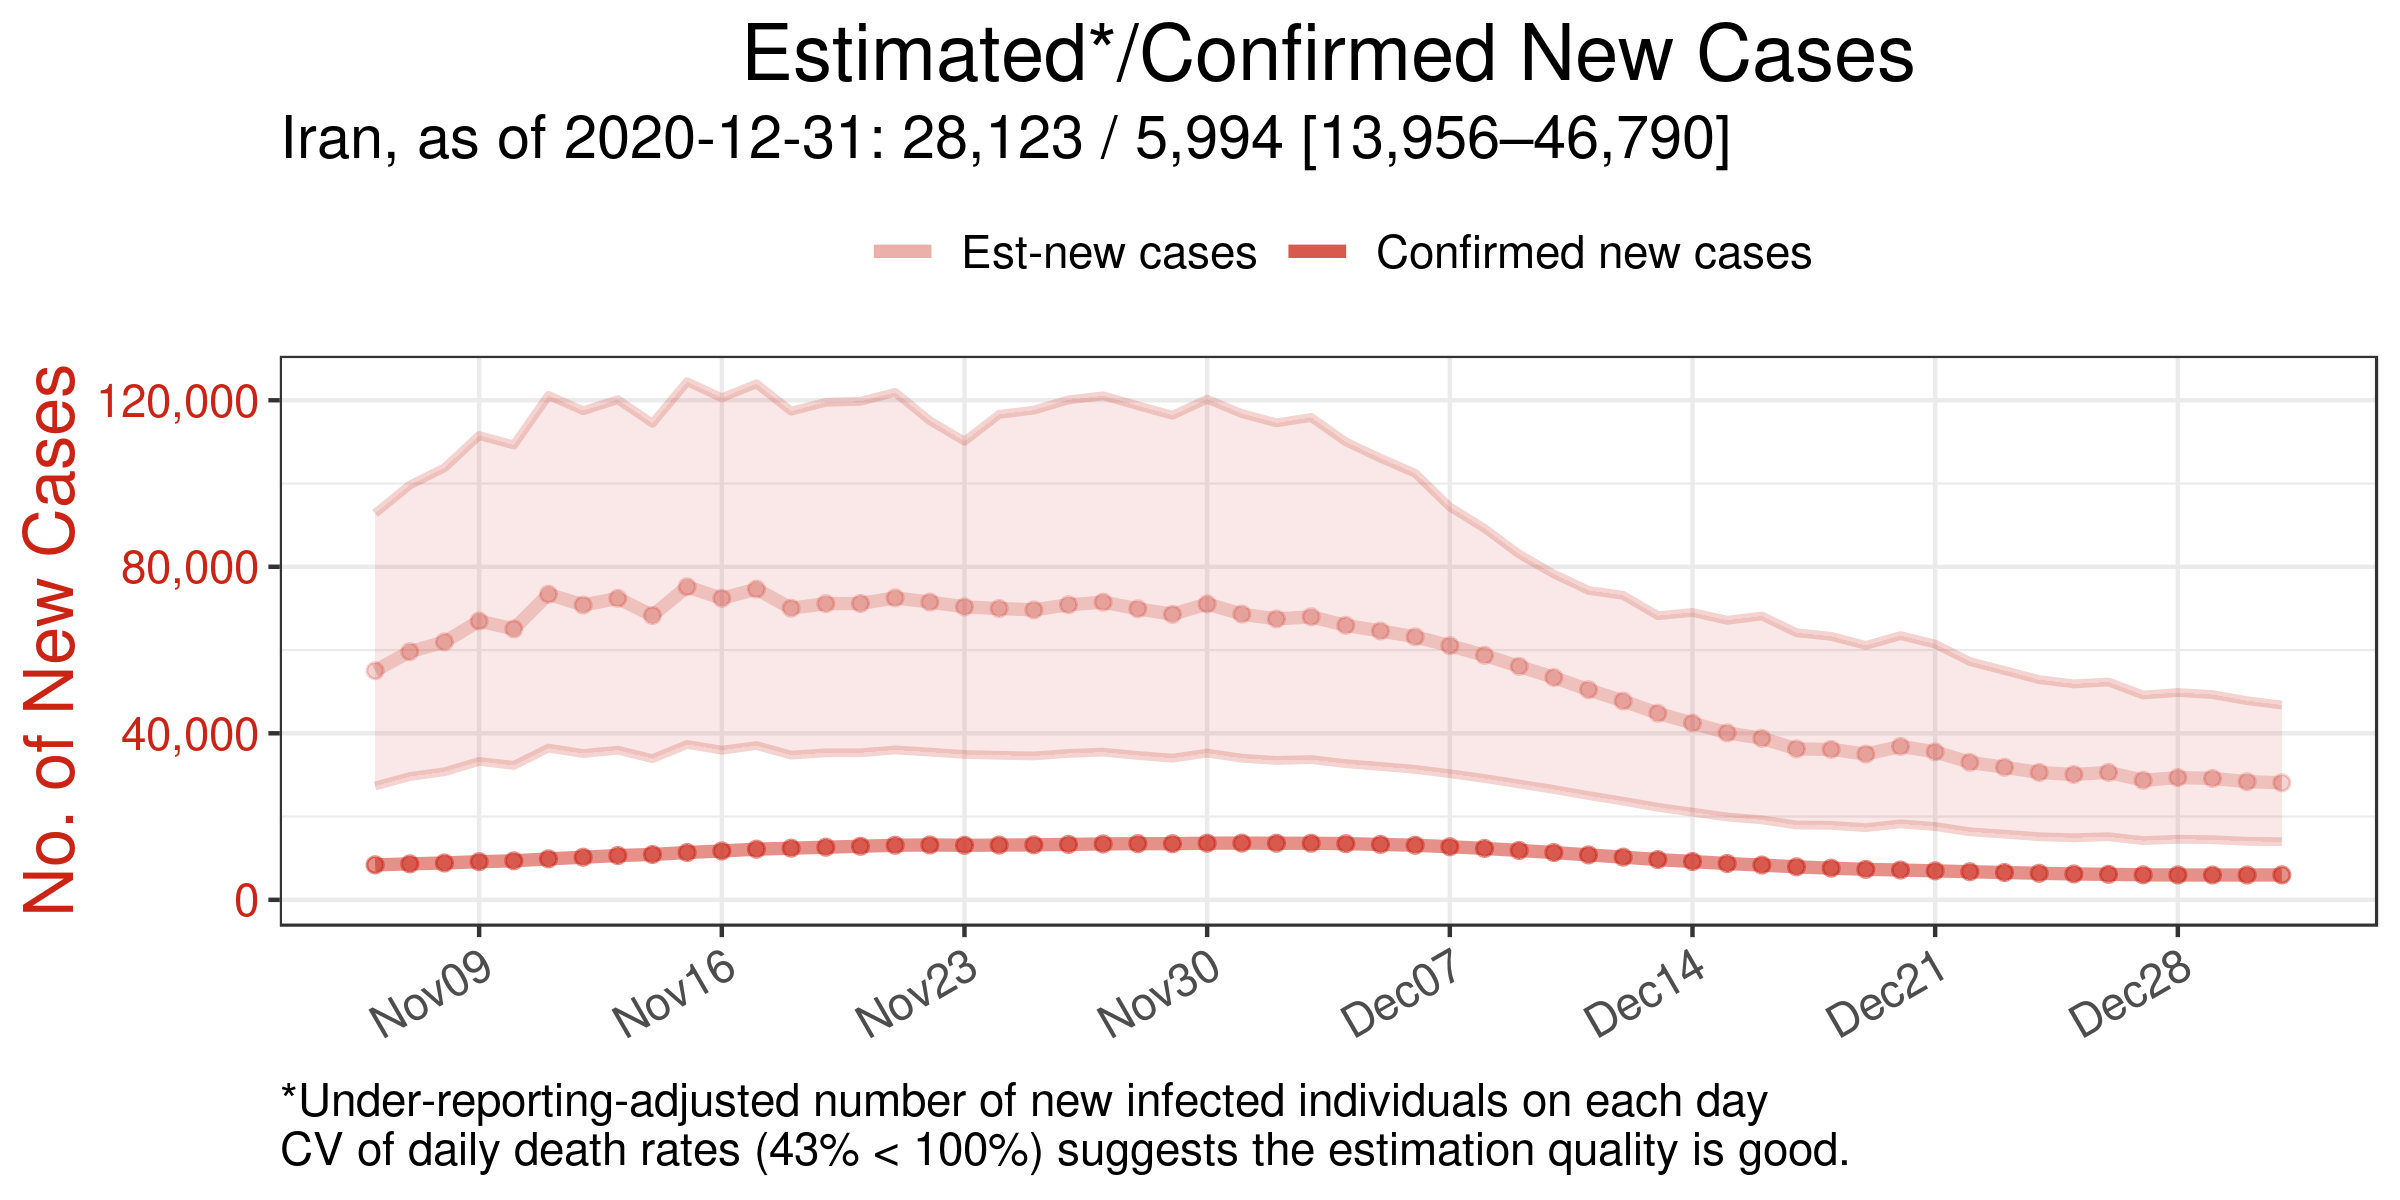 Estimated*/Confirmed New Cases
Iran, as of 2020-12-31: 28,123 / 5,994 [13,956–46,790]
Est-new cases
Confirmed new cases
No. of New Cases
120,000
80,000
40,000
0
Nov09
Nov16
Nov23
Nov30
Dec07
Dec14
Dec21
Dec28
*Under-reporting-adjusted number of new infected individuals on each day
CV of daily death rates (43% < 100%) suggests the estimation quality is good.